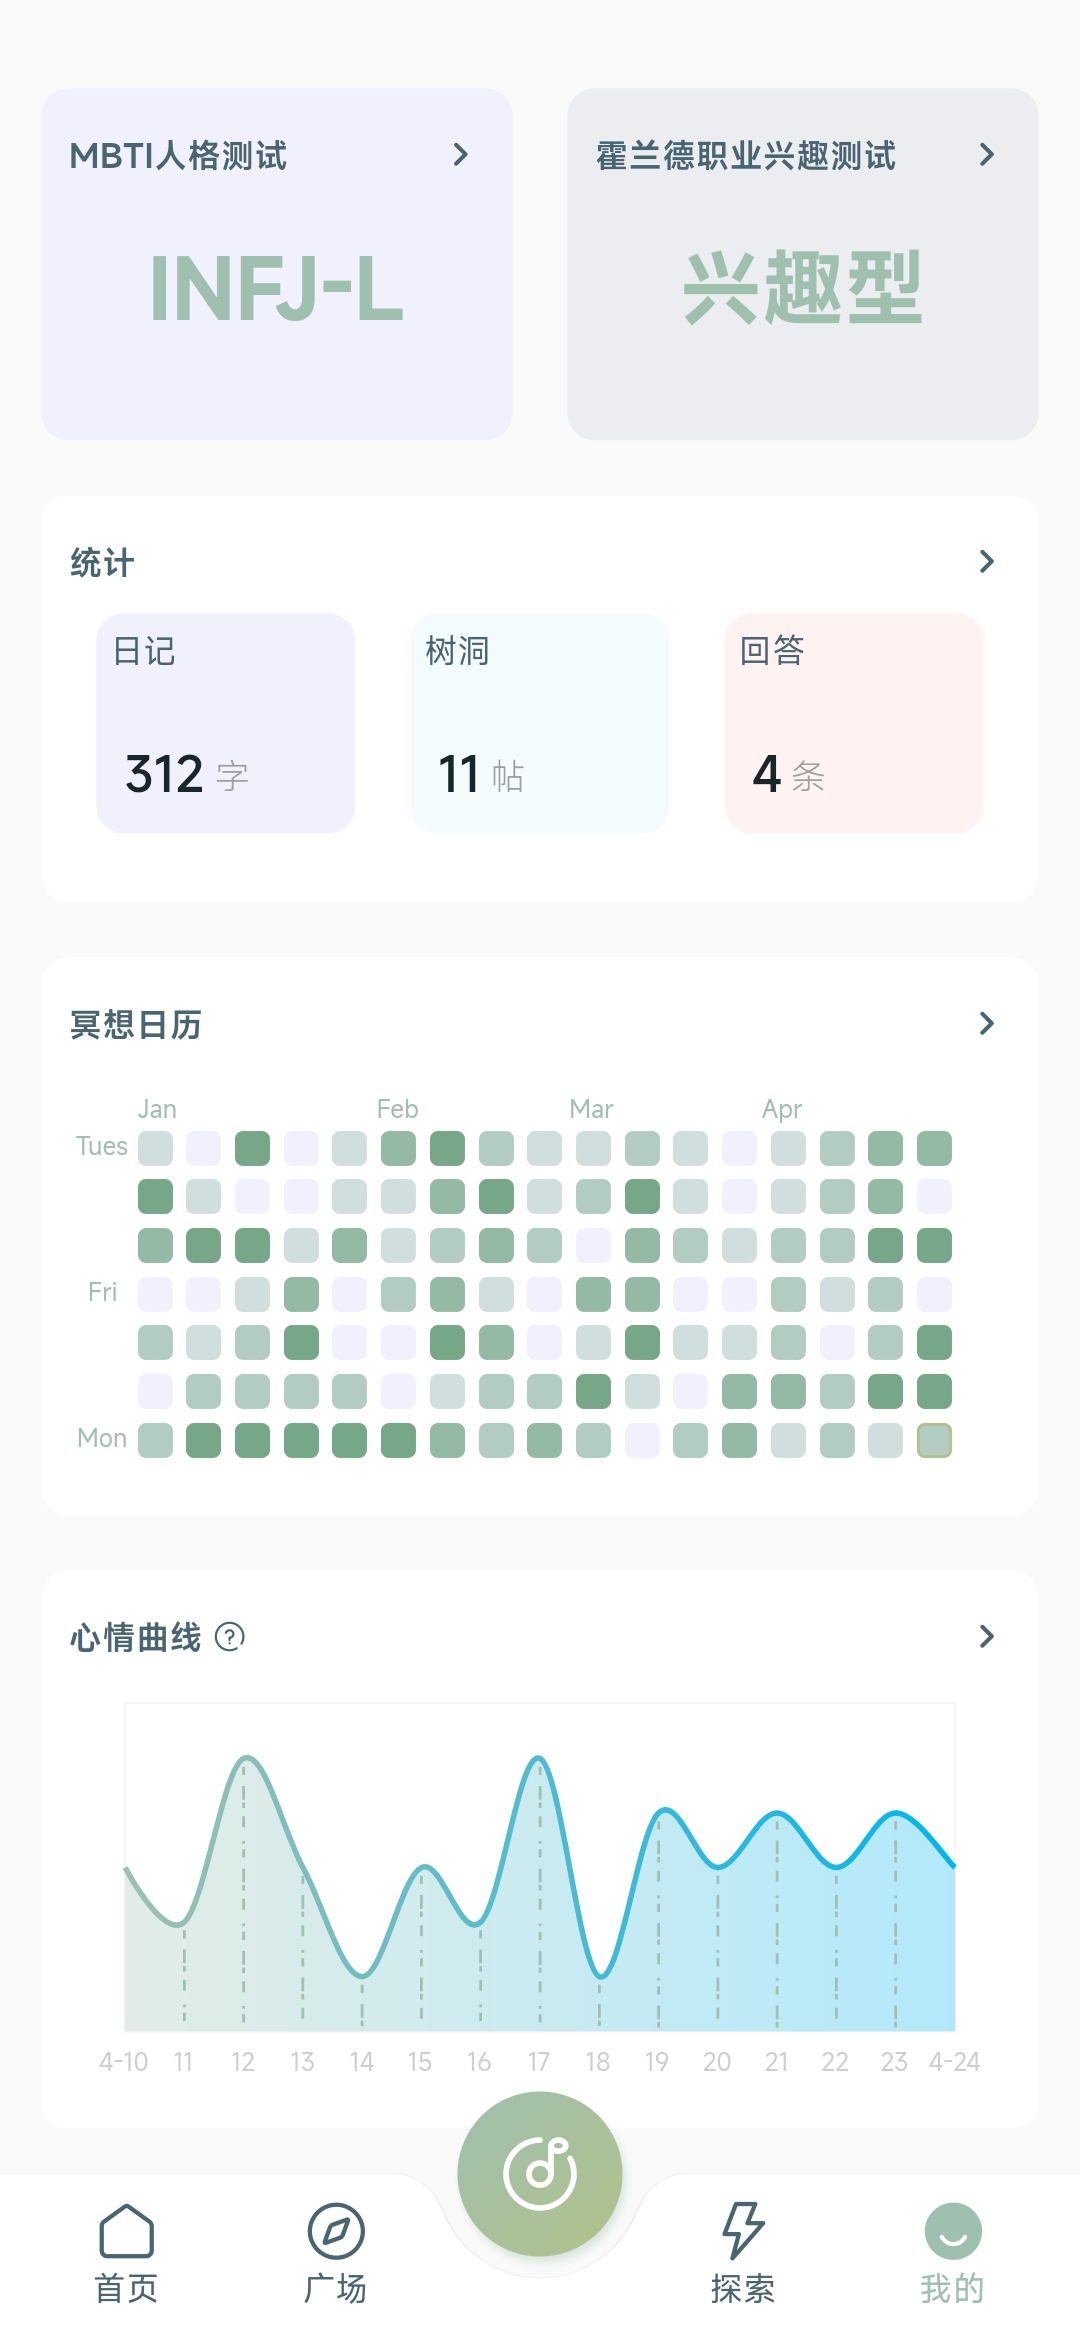 MBTI人格测试
霍兰德职业兴趣测试
INFJ-L
兴趣型
统计
日记
树洞
回答
312 字
11 帖
4 条
冥想日历
Jan Feb Mar Apr
Tues
Fri
Mon
心情曲线 ?
4-10 11 12 13 14 15 16 17 18 19 20 21 22 23 4-24
首页
广场
探索
我的